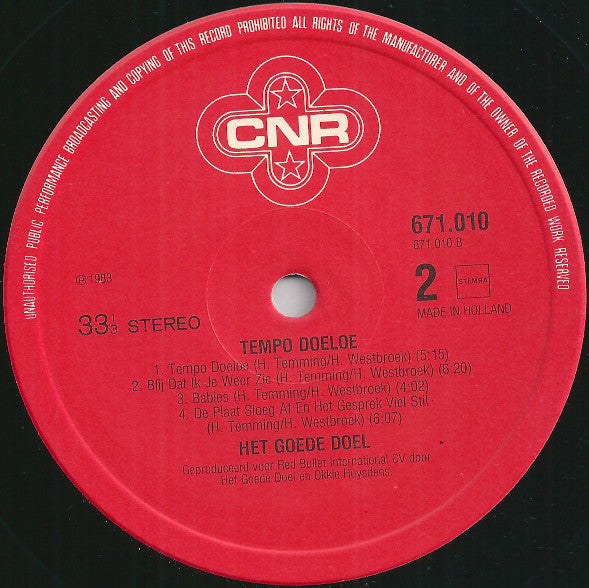 UNAUTHORISED PUBLIC PERFORMANCE BROADCASTING AND COPYING OF THIS RECORD PROHIBITED ALL RIGHTS OF THE MANUFACTURER AND OF THE OWNER OF THE RECORDED WORK RESERVED
CNR
671.010
671 010 B
℗ 1983
2
STEMRA
MADE IN HOLLAND
33⅓ STEREO
TEMPO DOELOE
1. Tempo Doeloe (H. Temming/H. Westbroek) (5:15)
2. Blij Dat Ik Je Weer Zie (H. Temming/H. Westbroek) (6:20)
3. Babies (H. Temming/H. Westbroek) (4:02)
4. De Plaat Sloeg Af En Het Gesprek Viel Stil
(H. Temming/H. Westbroek) (6:07)
HET GOEDE DOEL
Geproduceerd voor Red Bullet International CV door
Het Goede Doel en Okkie Huysdens.